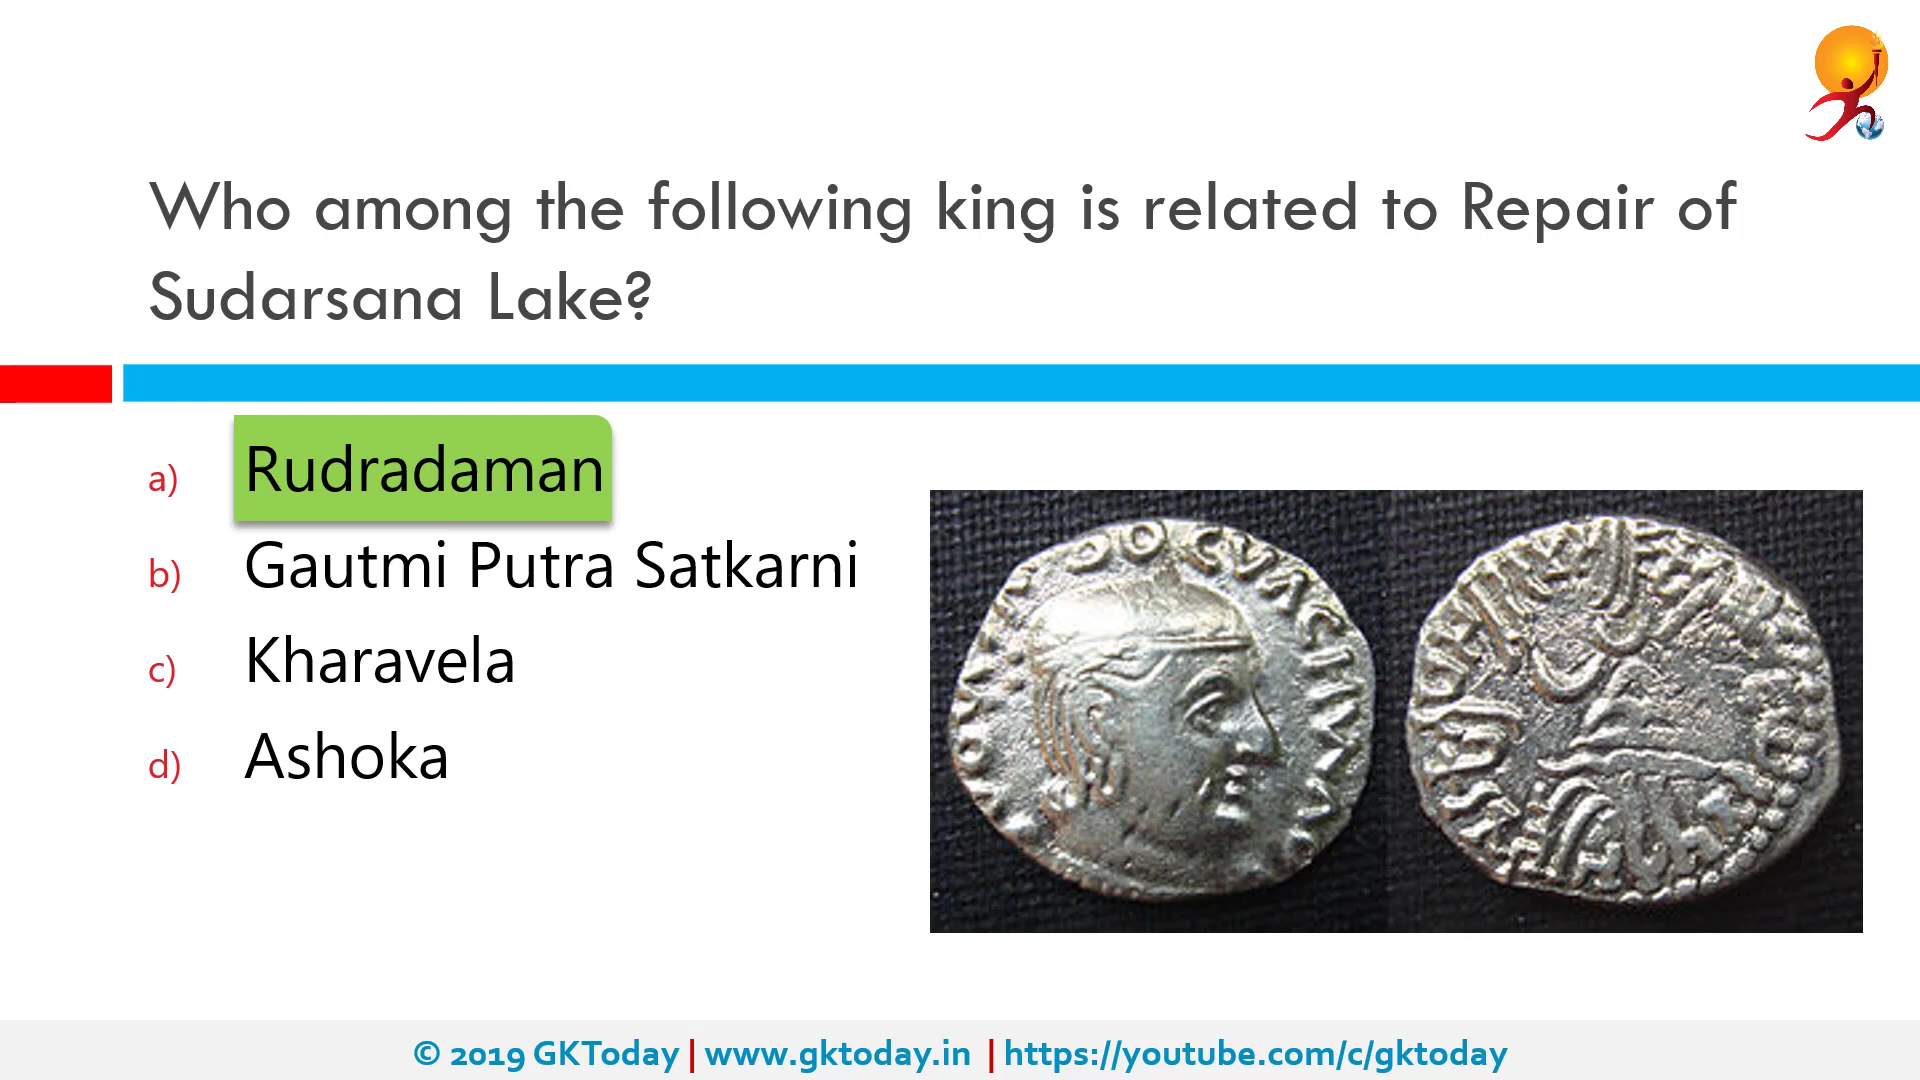 Who among the following king is related to Repair of
Sudarsana Lake?
a) Rudradaman
b) Gautmi Putra Satkarni
c) Kharavela
d) Ashoka
© 2019 GKToday | www.gktoday.in | https://youtube.com/c/gktoday